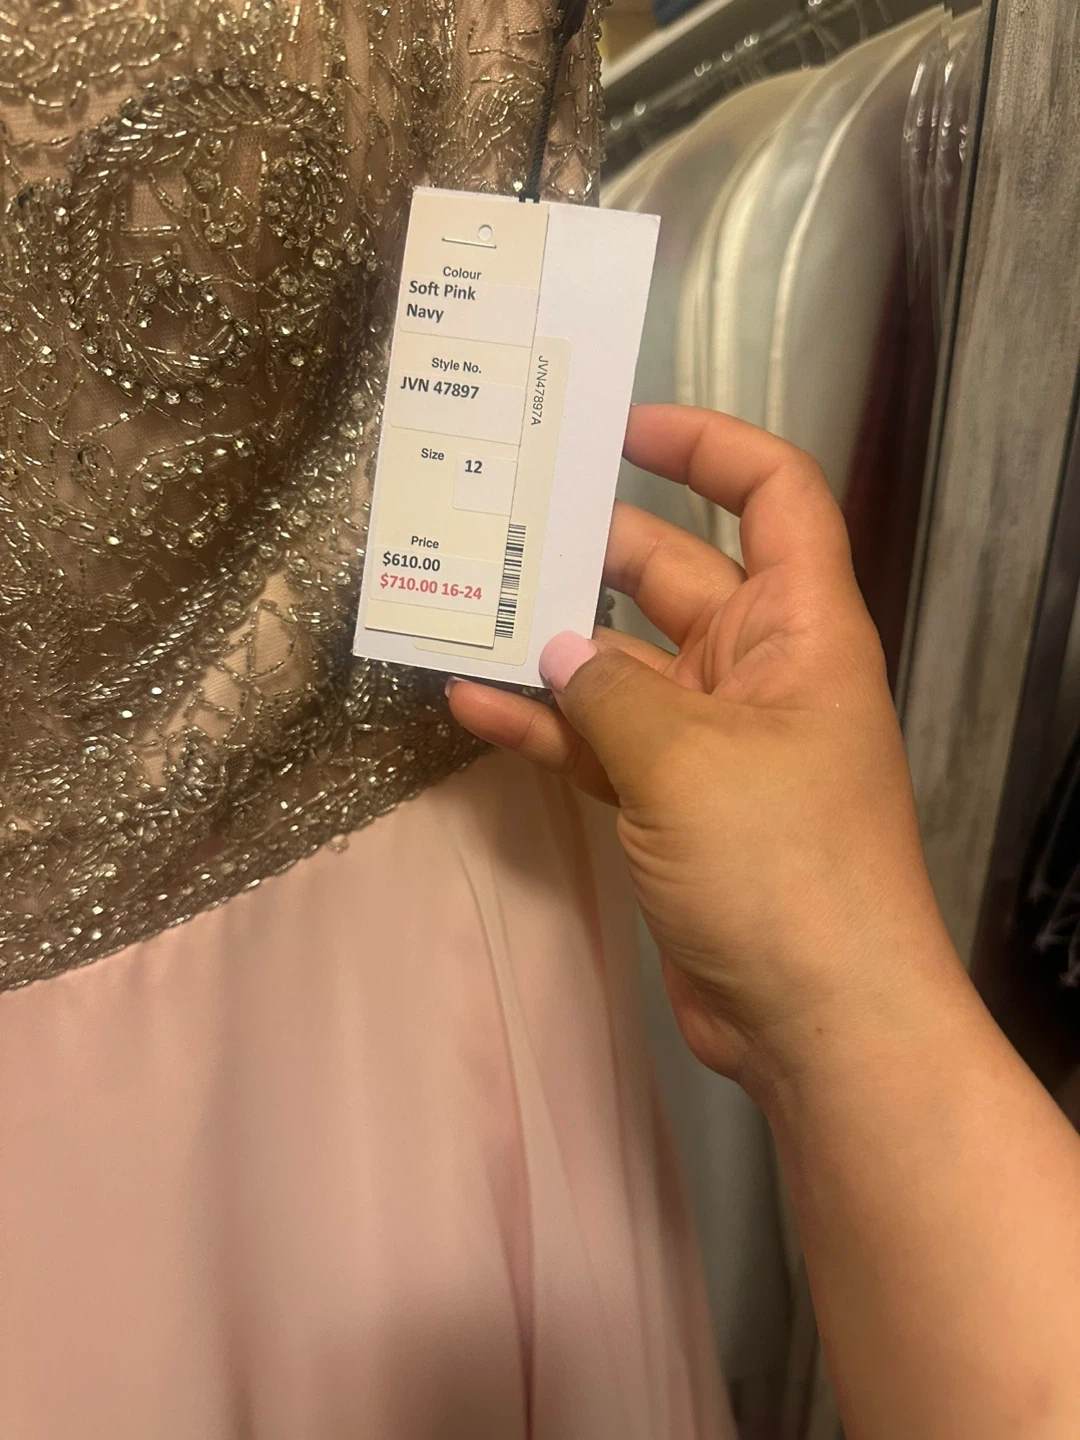 Colour
Soft Pink
Navy
Style No.
JVN 47897
Size
12
Price
$610.00
$710.00 16-24
JVN47897A